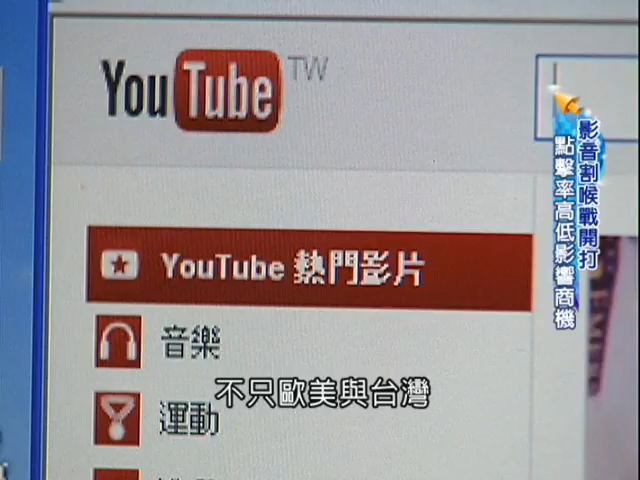 YouTube TW
YouTube 熱門影片
音樂
運動
不只歐美與台灣
影音割喉戰開打
點擊率高低影響商機